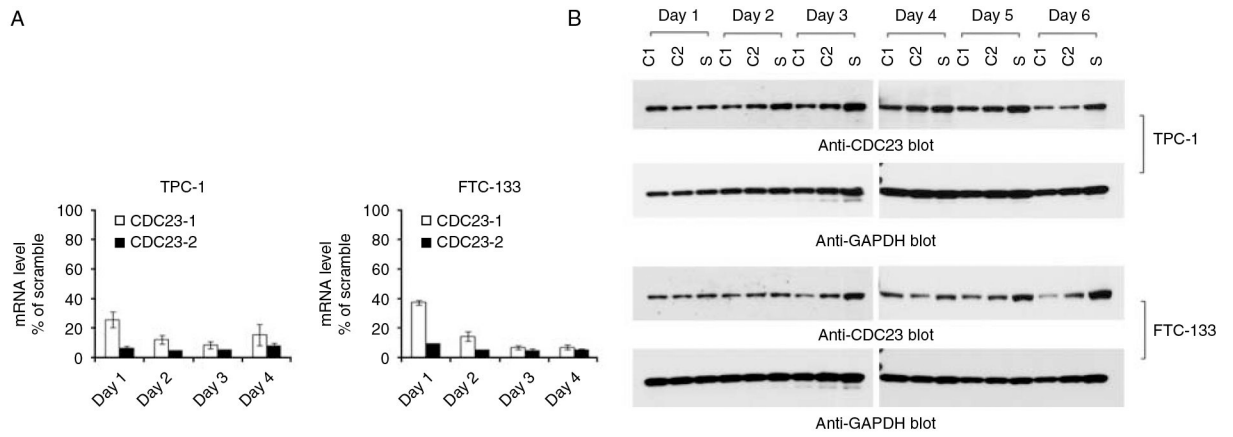 A
TPC-1
mRNA level
% of scramble
100
80
60
40
20
0
CDC23-1
CDC23-2
Day 1
Day 2
Day 3
Day 4
FTC-133
mRNA level
% of scramble
100
80
60
40
20
0
CDC23-1
CDC23-2
Day 1
Day 2
Day 3
Day 4
B
Day 1 Day 2 Day 3 Day 4 Day 5 Day 6
C1 C2 S C1 C2 S C1 C2 S C1 C2 S C1 C2 S C1 C2 S
Anti-CDC23 blot
TPC-1
Anti-GAPDH blot
Anti-CDC23 blot
FTC-133
Anti-GAPDH blot